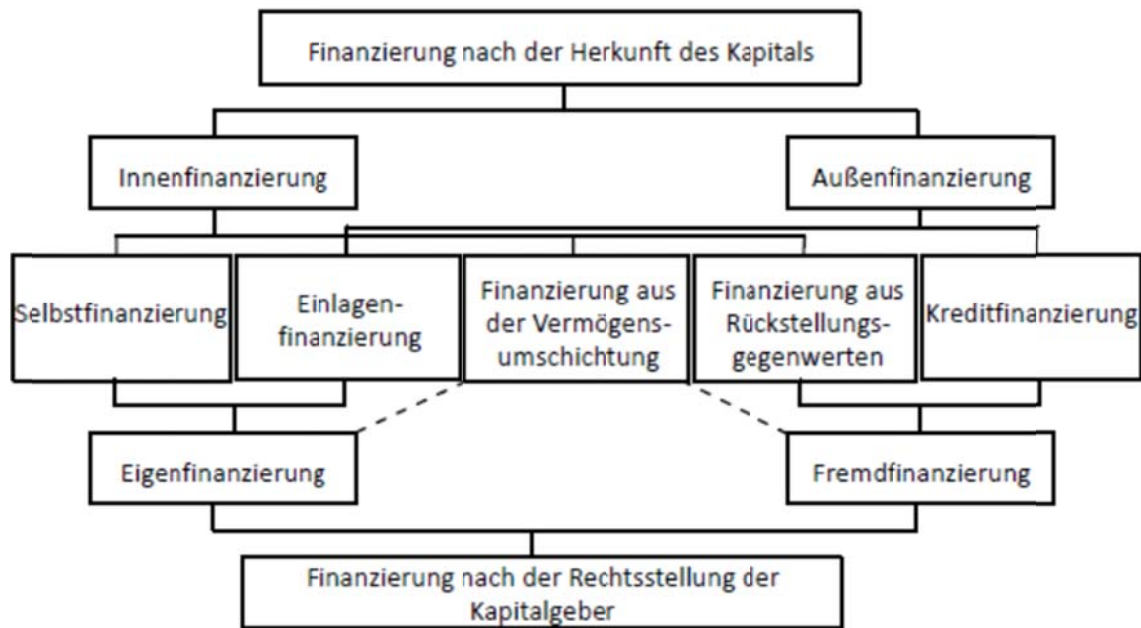 Finanzierung nach der Herkunft des Kapitals
Innenfinanzierung
Außenfinanzierung
Selbstfinanzierung
Einlagen-
finanzierung
Finanzierung aus
der Vermögens-
umschichtung
Finanzierung aus
Rückstellungs-
gegenwerten
Kreditfinanzierung
Eigenfinanzierung
Fremdfinanzierung
Finanzierung nach der Rechtsstellung der
Kapitalgeber